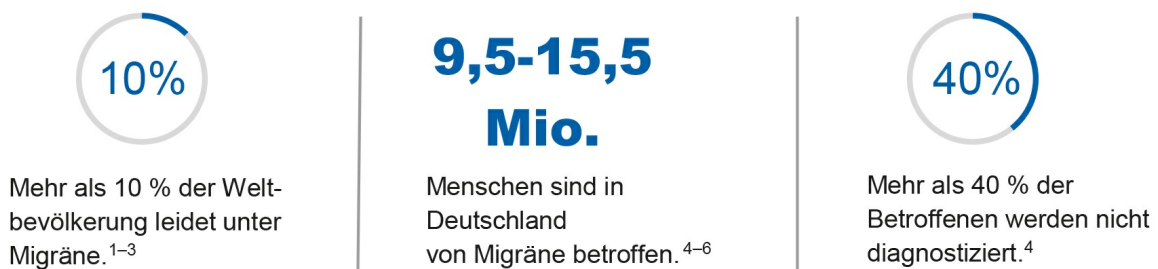 10%
Mehr als 10 % der Welt-
bevölkerung leidet unter
Migräne.¹⁻³
9,5-15,5
Mio.
Menschen sind in
Deutschland
von Migräne betroffen.⁴⁻⁶
40%
Mehr als 40 % der
Betroffenen werden nicht
diagnostiziert.⁴